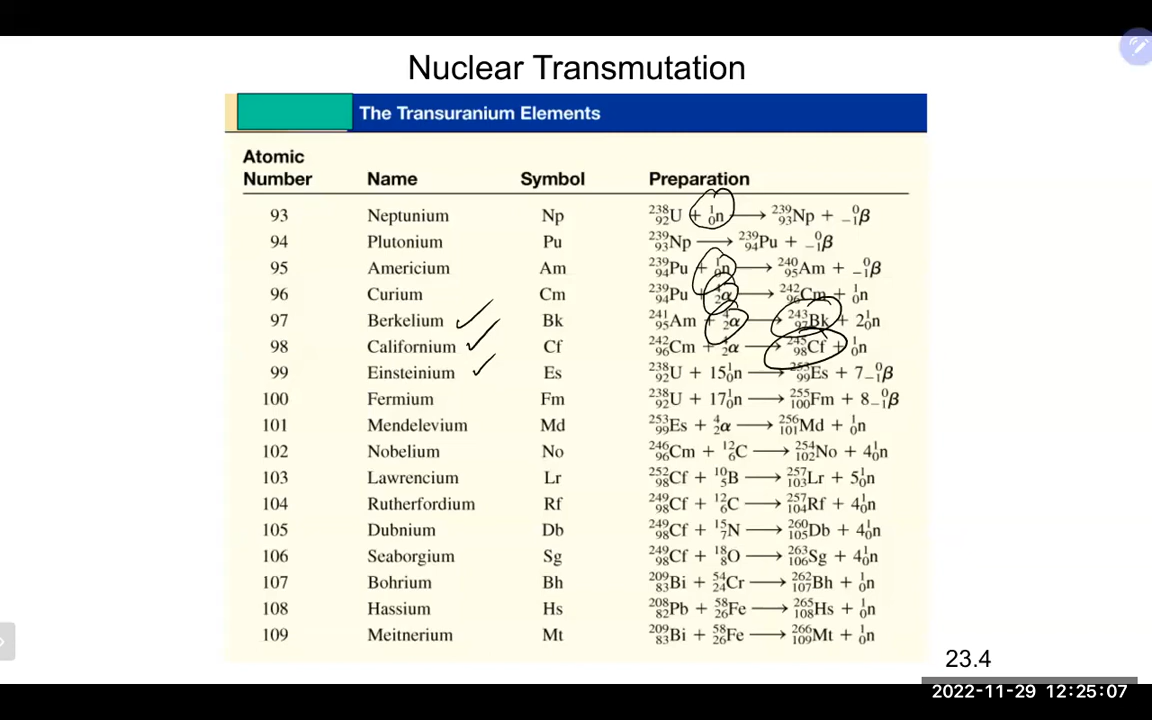 Nuclear Transmutation
The Transuranium Elements
Atomic
Number Name Symbol Preparation
93 Neptunium Np ²³⁸₉₂U + ¹₀n ⟶ ²³⁹₉₃Np + ⁰₋₁β
94 Plutonium Pu ²³⁹₉₃Np ⟶ ²³⁹₉₄Pu + ⁰₋₁β
95 Americium Am ²³⁹₉₄Pu + ¹₀n ⟶ ²⁴⁰₉₅Am + ⁰₋₁β
96 Curium Cm ²³⁹₉₄Pu + ⁴₂α ⟶ ²⁴²₉₆Cm + ¹₀n
97 Berkelium Bk ²⁴¹₉₅Am + ⁴₂α ⟶ ²⁴³₉₇Bk + 2¹₀n
98 Californium Cf ²⁴²₉₆Cm + ⁴₂α ⟶ ²⁴⁵₉₈Cf + ¹₀n
99 Einsteinium Es ²³⁸₉₂U + 15¹₀n ⟶ ²⁵³₉₉Es + 7⁰₋₁β
100 Fermium Fm ²³⁸₉₂U + 17¹₀n ⟶ ²⁵⁵₁₀₀Fm + 8⁰₋₁β
101 Mendelevium Md ²⁵³₉₉Es + ⁴₂α ⟶ ²⁵⁶₁₀₁Md + ¹₀n
102 Nobelium No ²⁴⁶₉₆Cm + ¹²₆C ⟶ ²⁵⁴₁₀₂No + 4¹₀n
103 Lawrencium Lr ²⁵²₉₈Cf + ¹⁰₅B ⟶ ²⁵⁷₁₀₃Lr + 5¹₀n
104 Rutherfordium Rf ²⁴⁹₉₈Cf + ¹²₆C ⟶ ²⁵⁷₁₀₄Rf + 4¹₀n
105 Dubnium Db ²⁴⁹₉₈Cf + ¹⁵₇N ⟶ ²⁶⁰₁₀₅Db + 4¹₀n
106 Seaborgium Sg ²⁴⁹₉₈Cf + ¹⁸₈O ⟶ ²⁶³₁₀₆Sg + 4¹₀n
107 Bohrium Bh ²⁰⁹₈₃Bi + ⁵⁴₂₄Cr ⟶ ²⁶²₁₀₇Bh + ¹₀n
108 Hassium Hs ²⁰⁸₈₂Pb + ⁵⁸₂₆Fe ⟶ ²⁶⁵₁₀₈Hs + ¹₀n
109 Meitnerium Mt ²⁰⁹₈₃Bi + ⁵⁸₂₆Fe ⟶ ²⁶⁶₁₀₉Mt + ¹₀n
23.4
2022-11-29 12:25:07